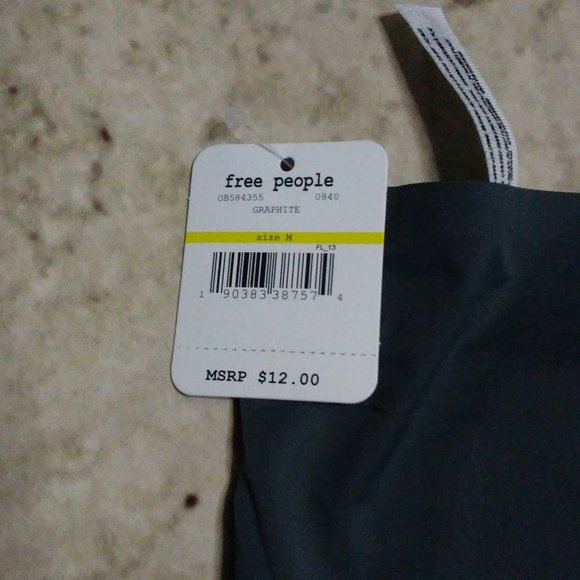 free people
OB584355 0840
GRAPHITE
size M
FL_13
1 90383 38757 4
MSRP $12.00